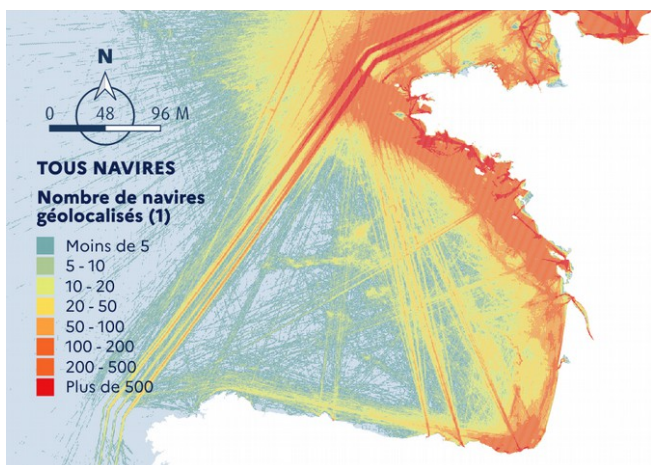 N
0 48 96 M
TOUS NAVIRES
Nombre de navires
géolocalisés (1)
Moins de 5
5 - 10
10 - 20
20 - 50
50 - 100
100 - 200
200 - 500
Plus de 500